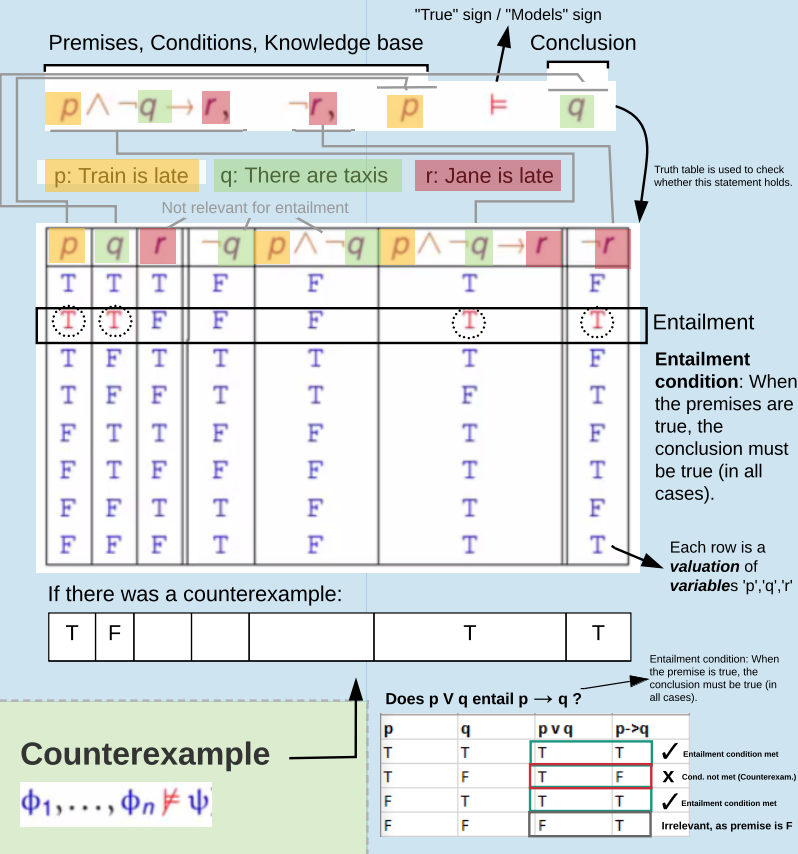 "True" sign / "Models" sign
Premises, Conditions, Knowledge base
Conclusion
p ∧ ¬q → r, ¬r, p ⊨ q
Truth table is used to check
whether this statement holds.
p: Train is late
q: There are taxis
r: Jane is late
Not relevant for entailment
p q r ¬q p ∧ ¬q p ∧ ¬q → r ¬r
T T T F F T F
T T F F F T T
Entailment
T F T T T T F
T F F T T F T
F T T F F T F
F T F F F T T
F F T T F T F
F F F T F T T
Entailment
condition: When
the premises are
true, the
conclusion must
be true (in all
cases).
Each row is a
valuation of
variables 'p','q','r'
If there was a counterexample:
T F T T
Entailment condition: When
the premise is true, the
conclusion must be true (in
all cases).
Does p V q entail p → q ?
p q p v q p->q
T T T T ✓ Entailment condition met
T F T F x Cond. not met (Counterexam.)
F T T T ✓ Entailment condition met
F F F T Irrelevant, as premise is F
Counterexample
ϕ1,...,ϕn ⊭ ψ